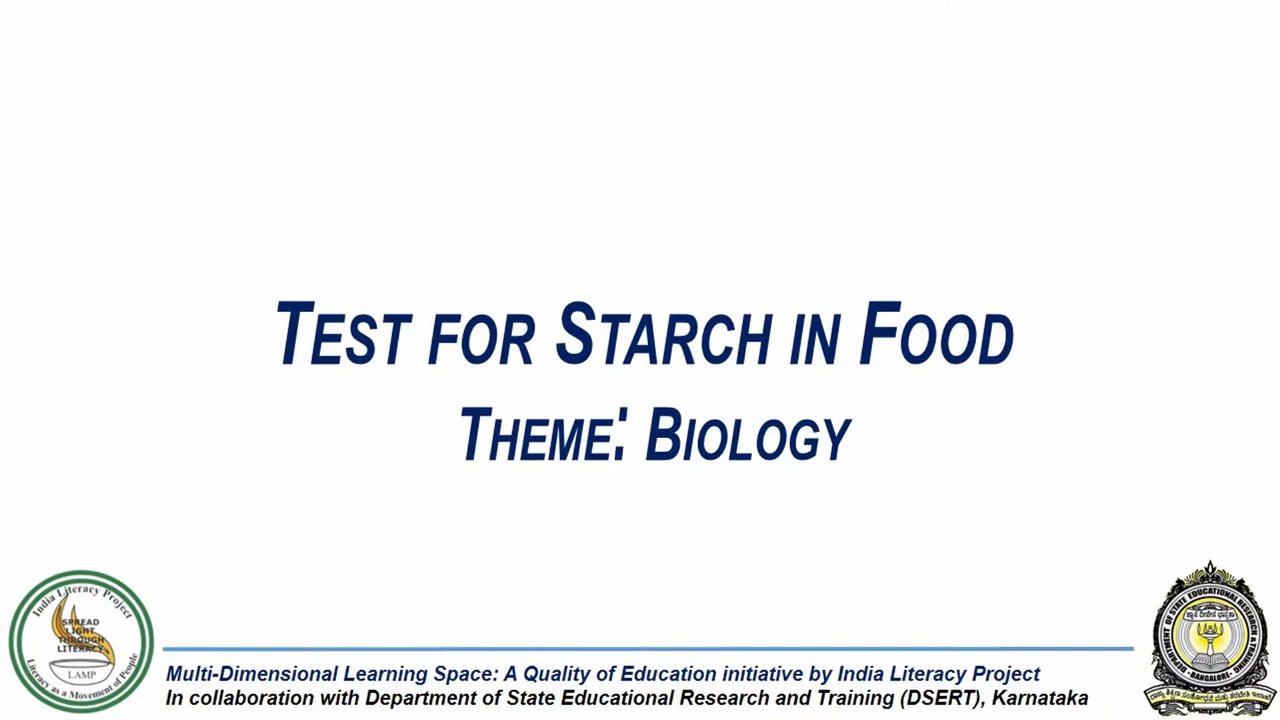 TEST FOR STARCH IN FOOD
THEME: BIOLOGY
India Literacy Project
SPREAD
LIGHT
THROUGH
LITERACY
LAMP
Literacy as a Movement of People
Multi-Dimensional Learning Space: A Quality of Education initiative by India Literacy Project
In collaboration with Department of State Educational Research and Training (DSERT), Karnataka
DEPARTMENT OF STATE EDUCATIONAL RESEARCH & TRAINING
-BANGALORE-